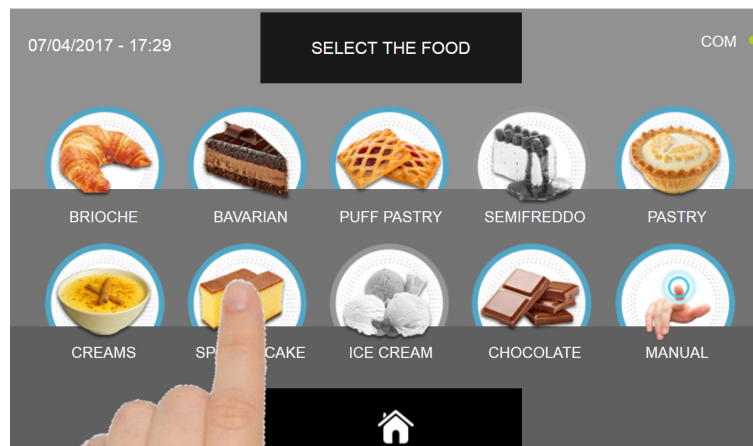 07/04/2017 - 17:29
SELECT THE FOOD
COM
BRIOCHE
BAVARIAN
PUFF PASTRY
SEMIFREDDO
PASTRY
CREAMS
CAKE
ICE CREAM
CHOCOLATE
MANUAL